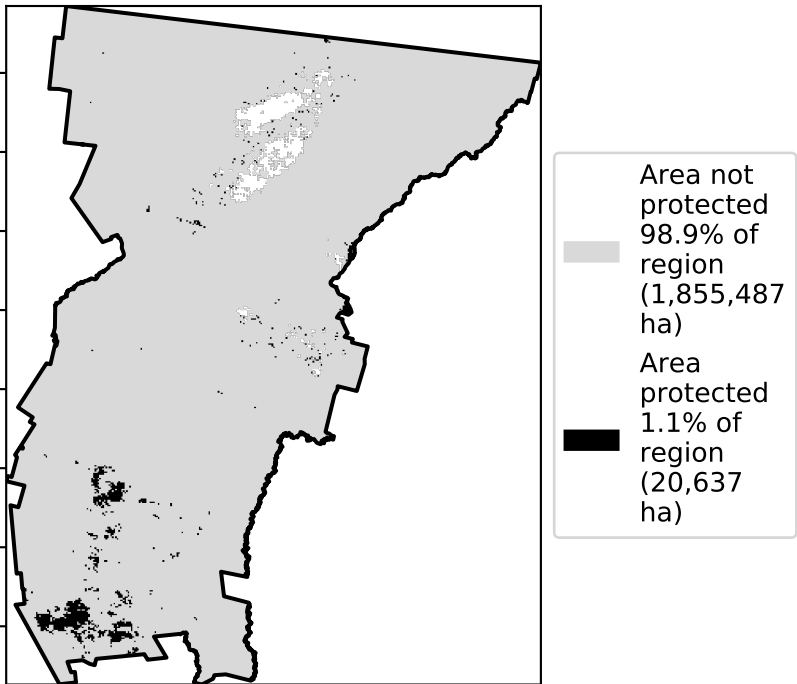 Area not
protected
98.9% of
region
(1,855,487
ha)
Area
protected
1.1% of
region
(20,637
ha)